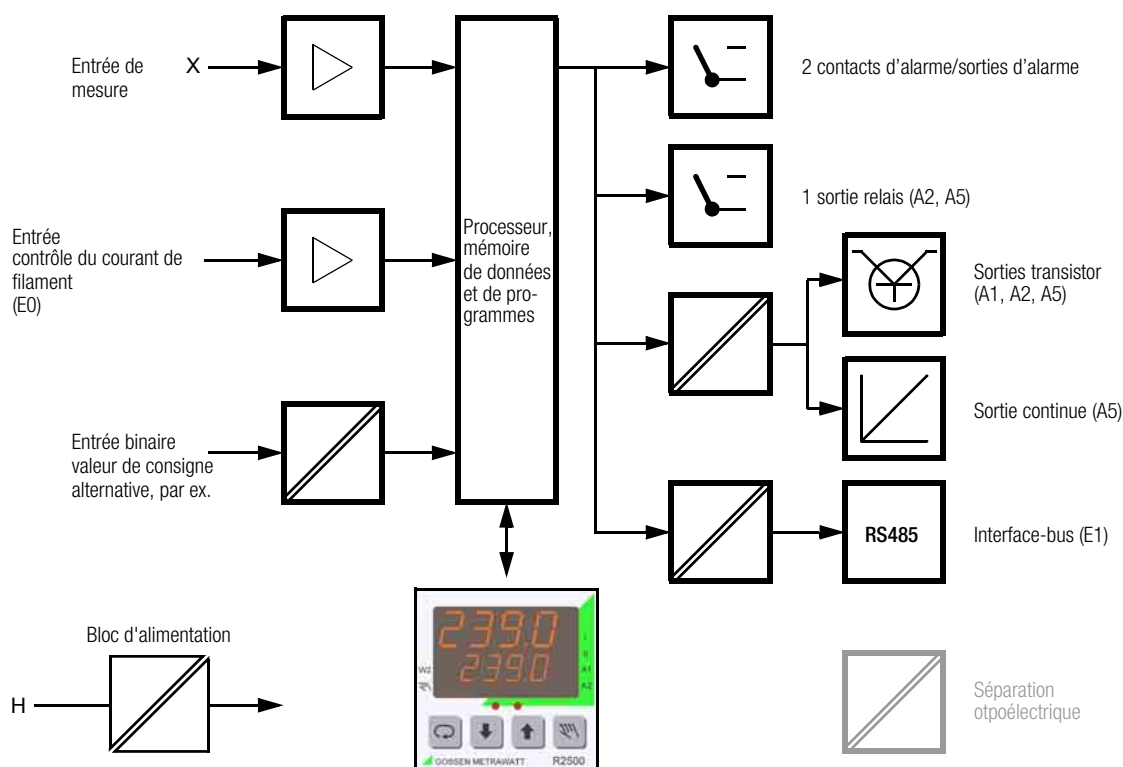 Entrée de
mesure
X
2 contacts d'alarme/sorties d'alarme
1 sortie relais (A2, A5)
Entrée
contrôle du courant de
filament
(E0)
Processeur,
mémoire
de données
et de pro-
grammes
Sorties transistor
(A1, A2, A5)
Sortie continue (A5)
Entrée binaire
valeur de consigne
alternative, par ex.
RS485
Interface-bus (E1)
Bloc d'alimentation
H
239.0
239.0
W2
I
II
A1
A2
GOSSEN METRAWATT
R2500
Séparation
otpoélectrique